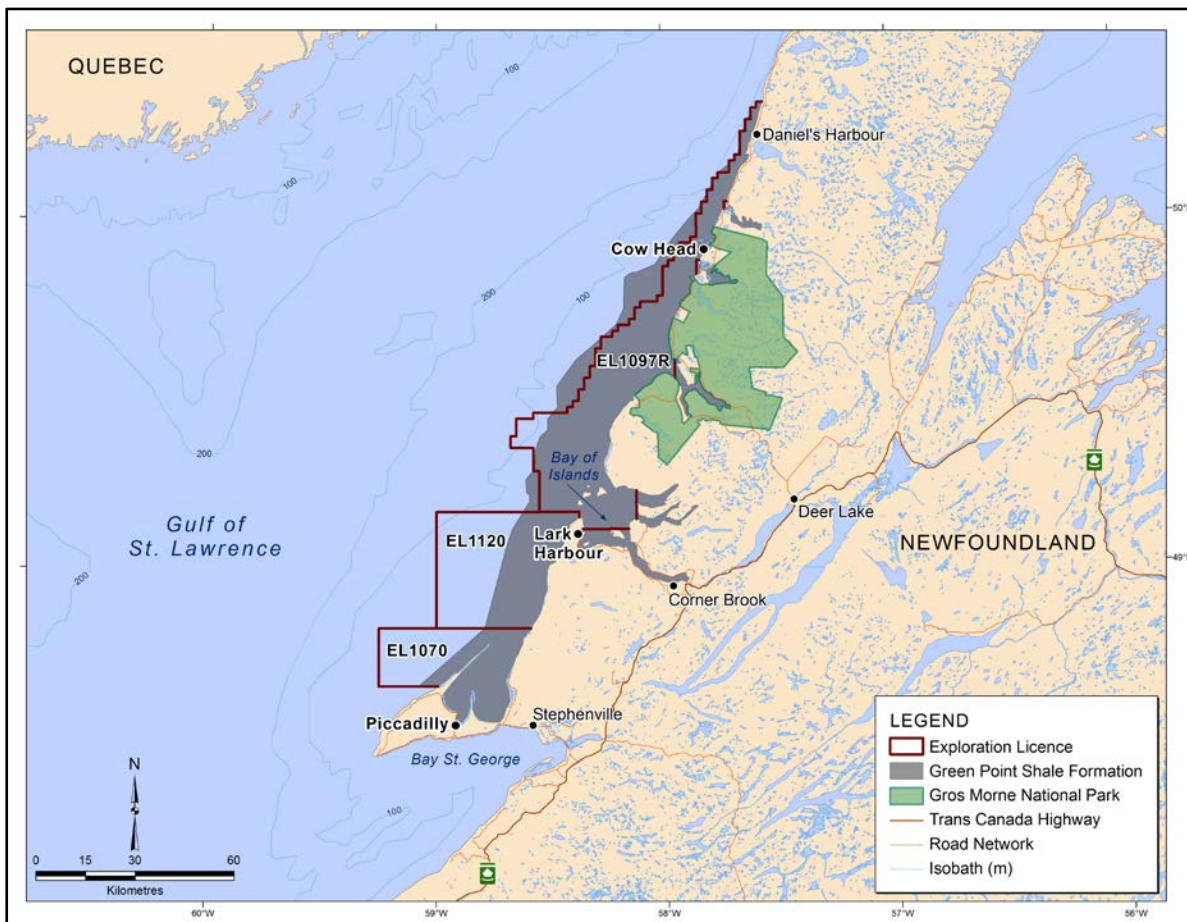 QUEBEC
100
100
Daniel's Harbour
50°N
Cow Head
200
100
EL1097R
200
Bay of
Islands
Gulf of
St. Lawrence
EL1120
Lark
Harbour
Deer Lake
NEWFOUNDLAND
200
49°N
Corner Brook
EL1070
Piccadilly
Stephenville
Bay St. George
100
N
0 15 30 60
Kilometres
LEGEND
Exploration Licence
Green Point Shale Formation
Gros Morne National Park
Trans Canada Highway
Road Network
Isobath (m)
60°W 59°W 58°W 57°W 56°W